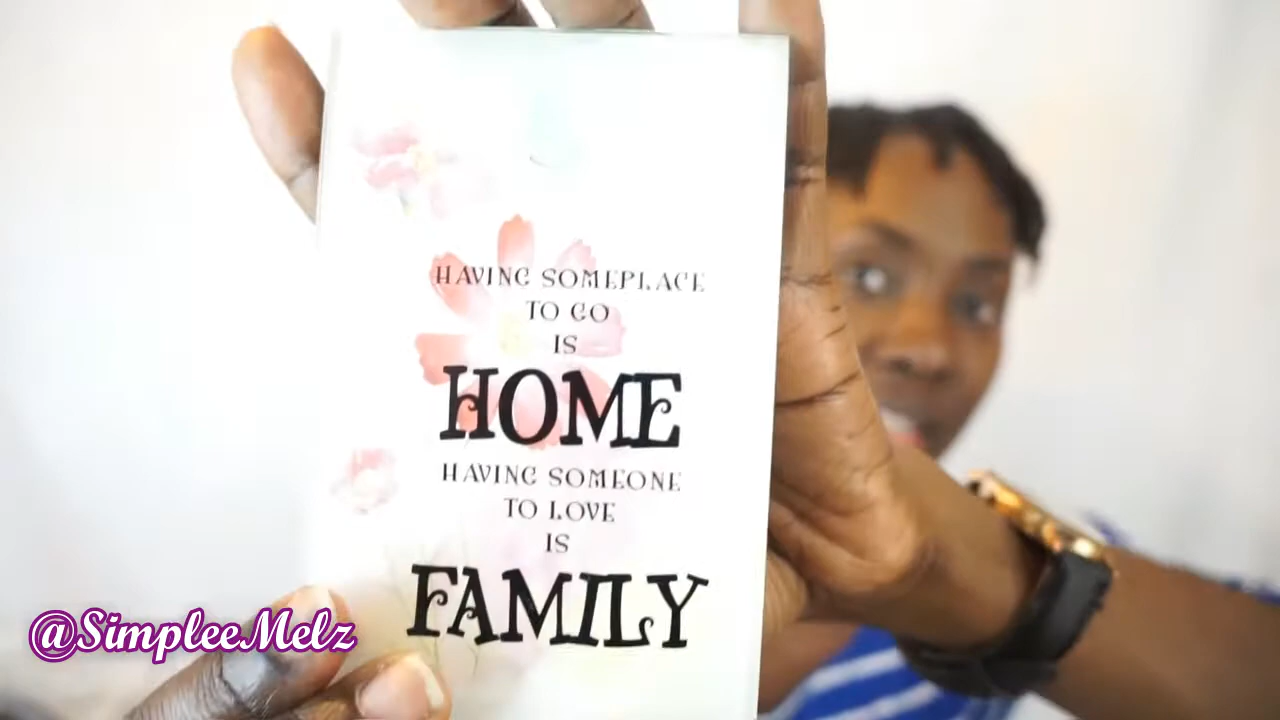 HAVING SOMEPLACE
TO GO
IS
HOME
HAVING SOMEONE
TO LOVE
IS
FAMILY
@SimpleeMelz